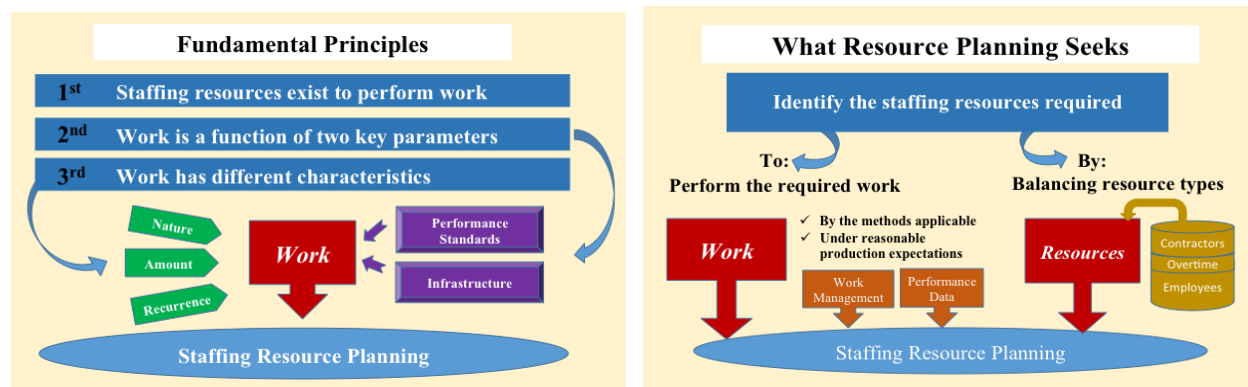 Fundamental Principles
1st Staffing resources exist to perform work
2nd Work is a function of two key parameters
3rd Work has different characteristics
Nature
Amount
Recurrence
Work
Performance
Standards
Infrastructure
Staffing Resource Planning
What Resource Planning Seeks
Identify the staffing resources required
To:
Perform the required work
By:
Balancing resource types
Work
✓ By the methods applicable
✓ Under reasonable
production expectations
Work
Management
Performance
Data
Resources
Contractors
Overtime
Employees
Staffing Resource Planning